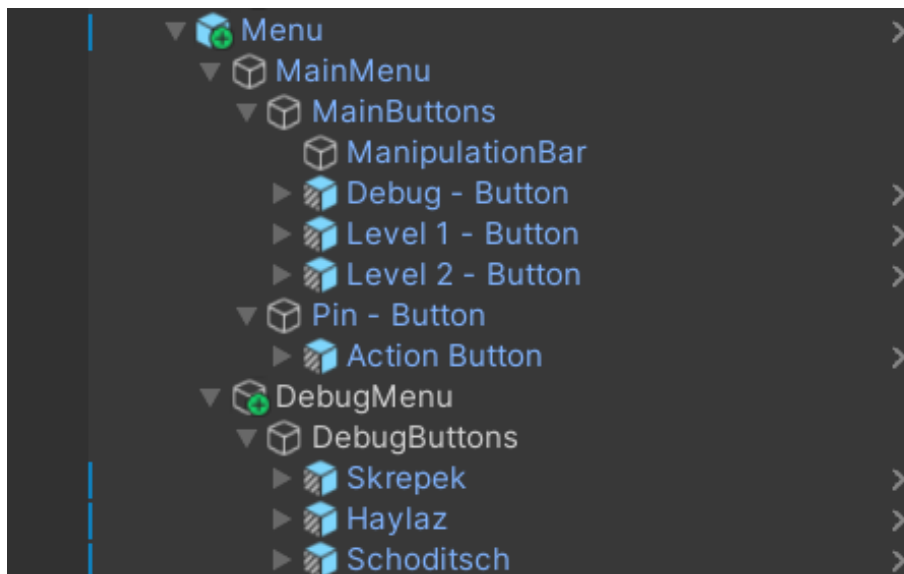 Menu
MainMenu
MainButtons
ManipulationBar
Debug - Button
Level 1 - Button
Level 2 - Button
Pin - Button
Action Button
DebugMenu
DebugButtons
Skrepek
Haylaz
Schoditsch